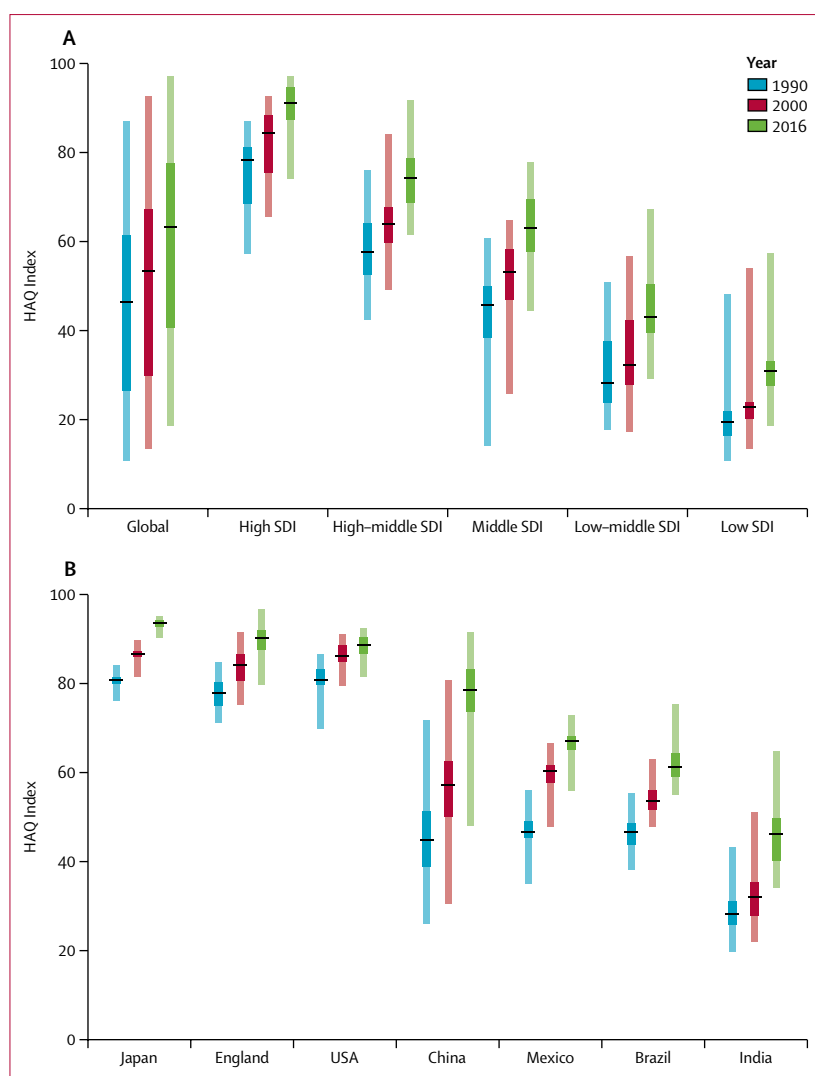 A
Year
1990
2000
2016
100
80
60
40
20
0
HAQ Index
Global High SDI High–middle SDI Middle SDI Low–middle SDI Low SDI
B
100
80
60
40
20
0
HAQ Index
Japan England USA China Mexico Brazil India